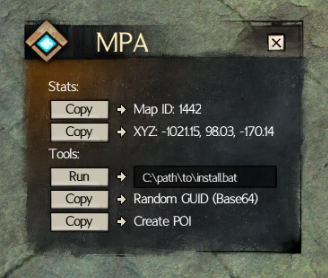 MPA
Stats:
Copy → Map ID: 1442
Copy → XYZ: -1021.15, 98.03, -170.14
Tools:
Run → C:\path\to\install.bat
Copy → Random GUID (Base64)
Copy → Create POI